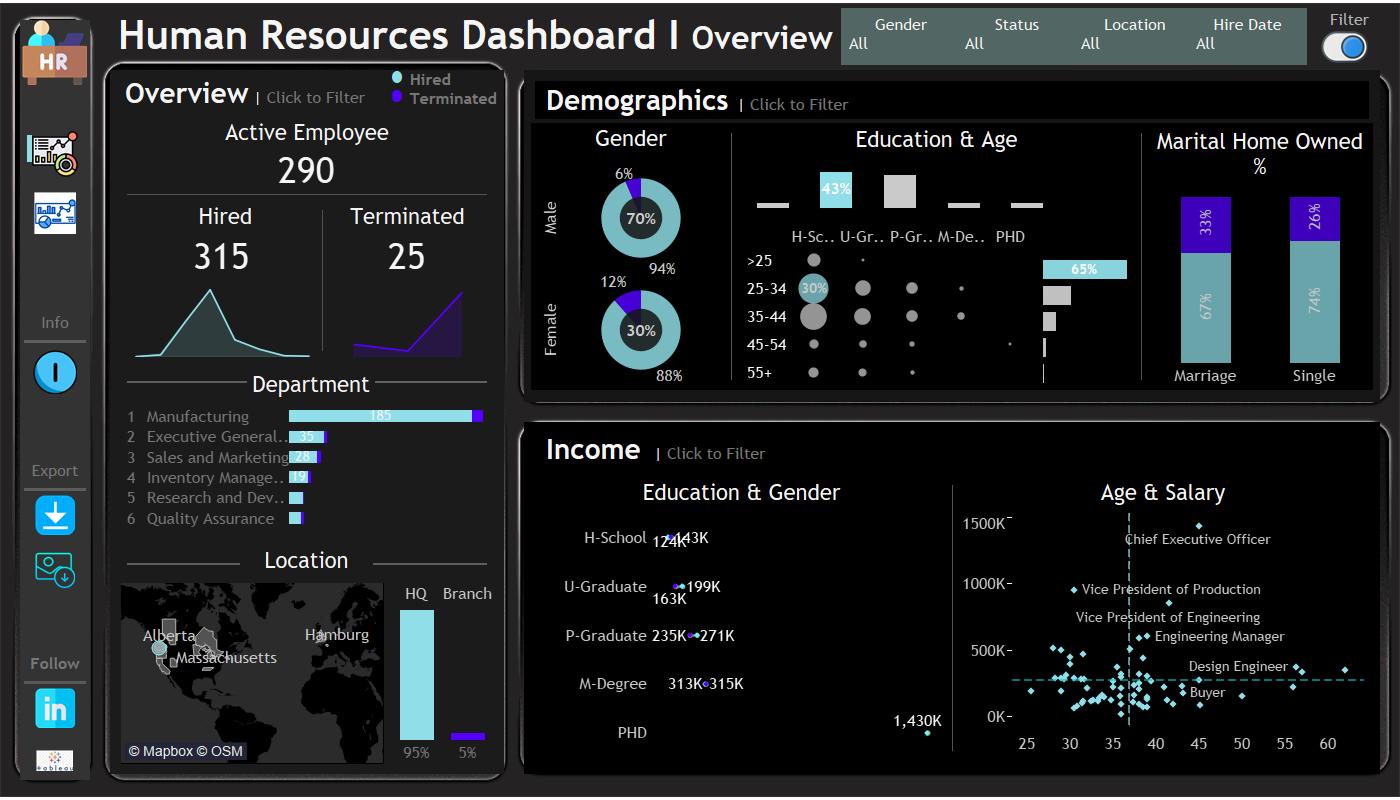 Human Resources Dashboard I Overview
Gender
All
Status
All
Location
All
Hire Date
All
Filter
HR
Info
I
Export
Follow
in
+ableau
Overview | Click to Filter
Hired
Terminated
Active Employee
290
Hired
315
Terminated
25
Department
1 Manufacturing 185
2 Executive General.. 35
3 Sales and Marketing 28
4 Inventory Manage.. 19
5 Research and Dev..
6 Quality Assurance
Location
Alberta
Massachusetts
Hamburg
© Mapbox © OSM
HQ Branch
95% 5%
Demographics | Click to Filter
Gender
Male
6%
70%
94%
Female
12%
30%
88%
Education & Age
43%
H-Sc.. U-Gr.. P-Gr.. M-De.. PHD
>25
65%
25-34 30%
35-44
45-54
55+
Marital Home Owned
%
33% 26%
67% 74%
Marriage Single
Income | Click to Filter
Education & Gender
H-School 124K 143K
U-Graduate 163K 199K
P-Graduate 235K 271K
M-Degree 313K 315K
PHD 1,430K
Age & Salary
1500K
1000K
500K
0K
Chief Executive Officer
Vice President of Production
Vice President of Engineering
Engineering Manager
Design Engineer
Buyer
25 30 35 40 45 50 55 60